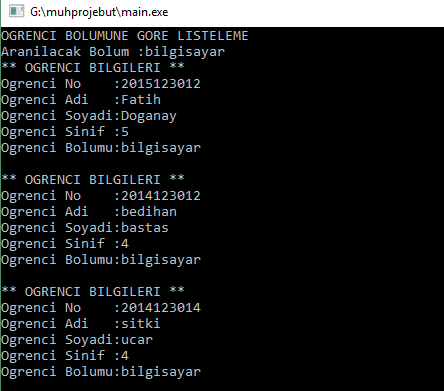 G:\muhprojebut\main.exe
OGRENCI BOLUMUNE GORE LISTELEME
Aranilacak Bolum :bilgisayar
** OGRENCI BILGILERI **
Ogrenci No    :2015123012
Ogrenci Adi   :Fatih
Ogrenci Soyadi:Doganay
Ogrenci Sinif :5
Ogrenci Bolumu:bilgisayar

** OGRENCI BILGILERI **
Ogrenci No    :2014123012
Ogrenci Adi   :bedihan
Ogrenci Soyadi:bastas
Ogrenci Sinif :4
Ogrenci Bolumu:bilgisayar

** OGRENCI BILGILERI **
Ogrenci No    :2014123014
Ogrenci Adi   :sitki
Ogrenci Soyadi:ucar
Ogrenci Sinif :4
Ogrenci Bolumu:bilgisayar